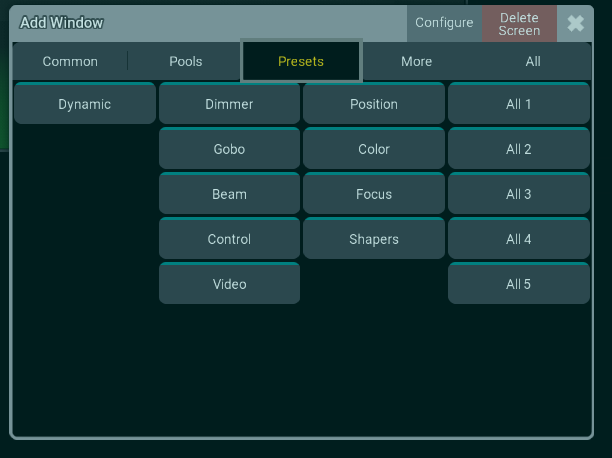 Add Window
Configure
Delete
Screen
Common
Pools
Presets
More
All
Dynamic
Dimmer
Position
All 1
Gobo
Color
All 2
Beam
Focus
All 3
Control
Shapers
All 4
Video
All 5